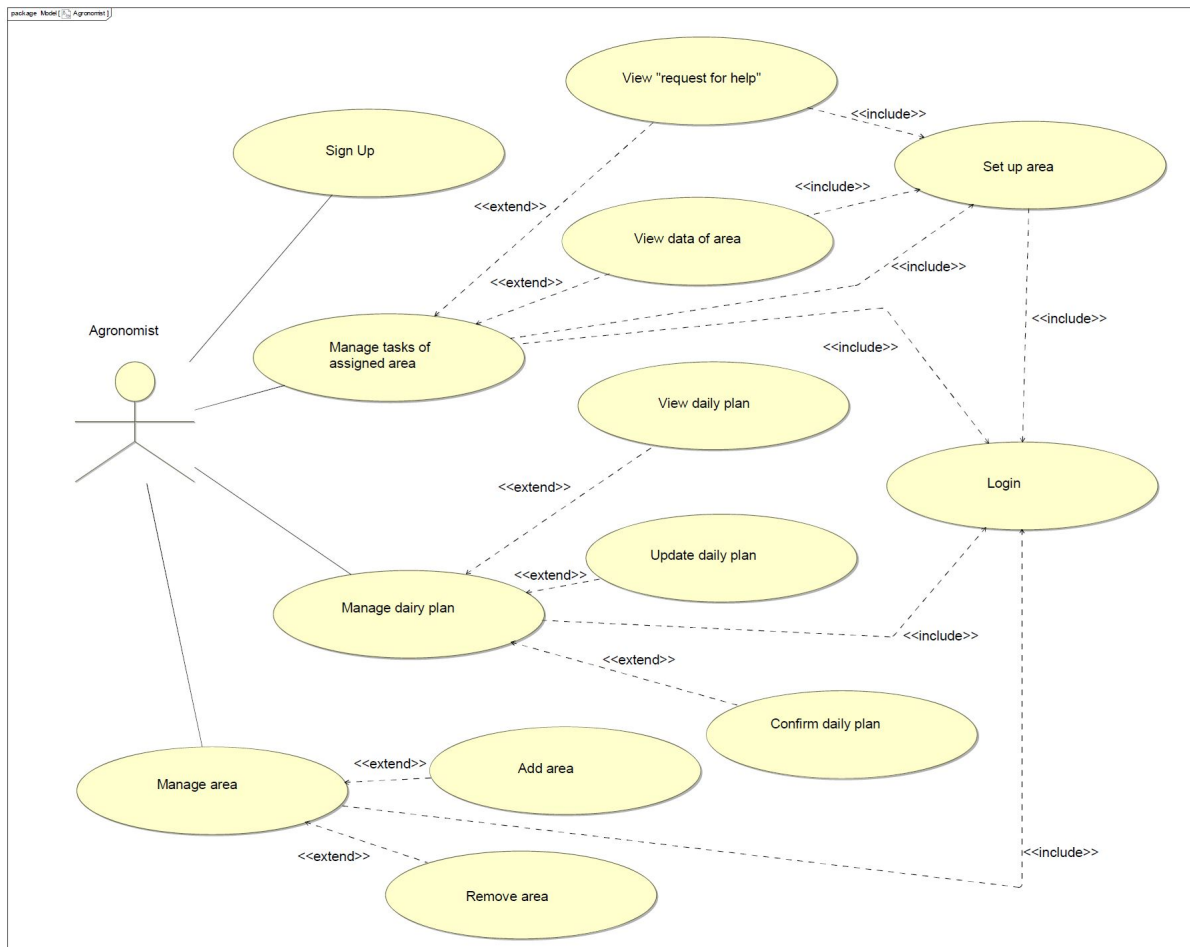 package Model [ Agronomist ]
View "request for help"
<<include>>
Sign Up
Set up area
<<include>>
<<extend>>
View data of area
<<include>>
<<extend>>
<<include>>
Agronomist
Manage tasks of
assigned area
<<include>>
View daily plan
Login
<<extend>>
Update daily plan
<<extend>>
Manage dairy plan
<<include>>
<<extend>>
Confirm daily plan
<<extend>>
Add area
Manage area
<<extend>>
<<include>>
Remove area